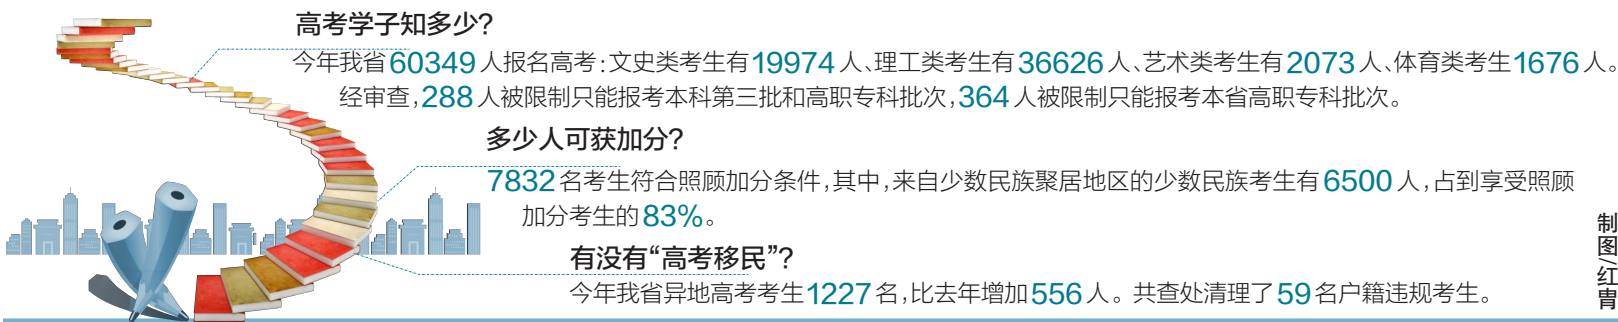 高考学子知多少?
今年我省60349人报名高考:文史类考生有19974人、理工类考生有36626人、艺术类考生有2073人、体育类考生1676人。
经审查,288人被限制只能报考本科第三批和高职专科批次,364人被限制只能报考本省高职专科批次。
多少人可获加分?
7832名考生符合照顾加分条件,其中,来自少数民族聚居地区的少数民族考生有6500人,占到享受照顾
加分考生的83%。
有没有“高考移民”?
今年我省异地高考考生1227名,比去年增加556人。共查处清理了59名户籍违规考生。
制图/红胄